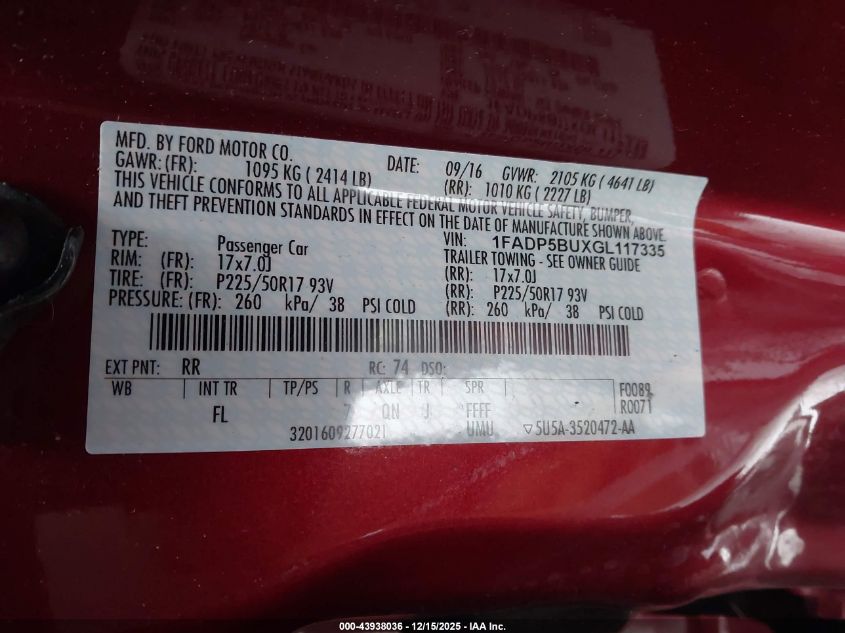 MFD. BY FORD MOTOR CO. DATE: 09/16 GVWR: 2105 KG ( 4641 LB)
GAWR: (FR): 1095 KG ( 2414 LB) (RR): 1010 KG ( 2227 LB)
THIS VEHICLE CONFORMS TO ALL APPLICABLE FEDERAL MOTOR VEHICLE SAFETY, BUMPER,
AND THEFT PREVENTION STANDARDS IN EFFECT ON THE DATE OF MANUFACTURE SHOWN ABOVE.
TYPE: Passenger Car VIN: 1FADP5BUXGL117335
RIM: (FR): 17x7.0J TRAILER TOWING - SEE OWNER GUIDE
(RR): 17x7.0J
TIRE: (FR): P225/50R17 93V (RR): P225/50R17 93V
PRESSURE: (FR): 260 kPa/ 38 PSI COLD (RR): 260 kPa/ 38 PSI COLD
EXT PNT: RR RC: 74 DSO:
WB INT TR TP/PS R AXLE TR SPR F0089
FL 7 QN J FFFF R0071
320160927702 UMU ▽5U5A-3520472-AA
000-43938036 - 12/15/2025 - IAA Inc.